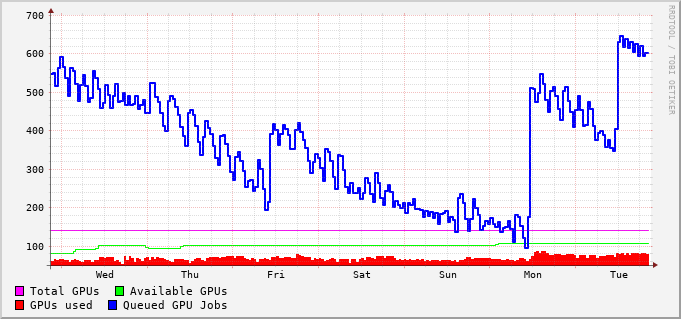 700
600
500
400
300
200
100
Wed Thu Fri Sat Sun Mon Tue
Total GPUs Available GPUs
GPUs used Queued GPU Jobs
RRDTOOL / TOBI OETIKER